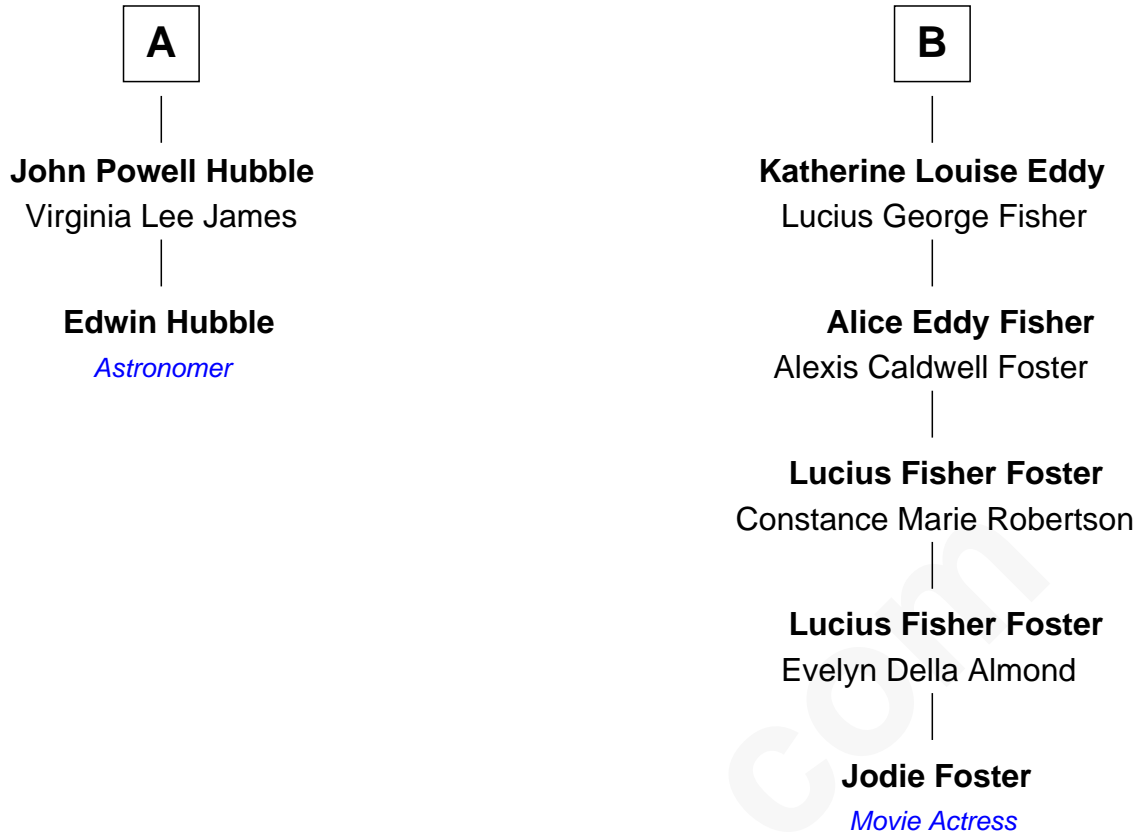 A
John Powell Hubble
Virginia Lee James
Edwin Hubble
Astronomer
B
Katherine Louise Eddy
Lucius George Fisher
Alice Eddy Fisher
Alexis Caldwell Foster
Lucius Fisher Foster
Constance Marie Robertson
Lucius Fisher Foster
Evelyn Della Almond
Jodie Foster
Movie Actress
com